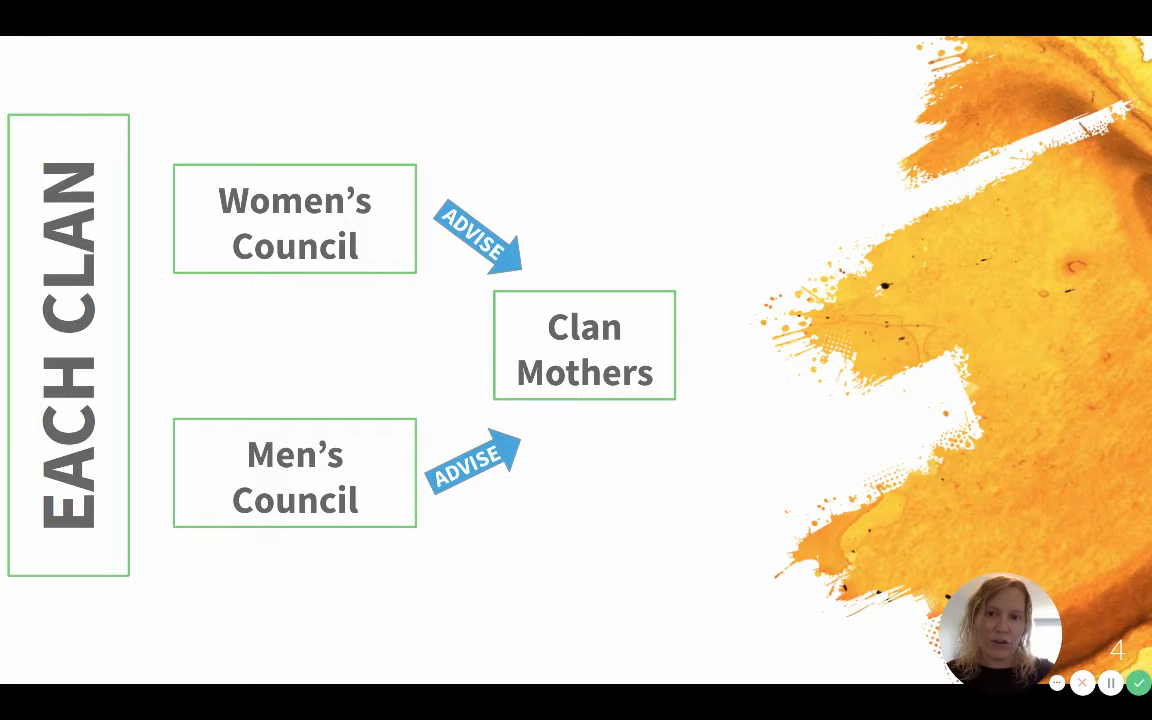 EACH CLAN
Women's
Council
ADVISE
Clan
Mothers
Men's
Council
ADVISE
4